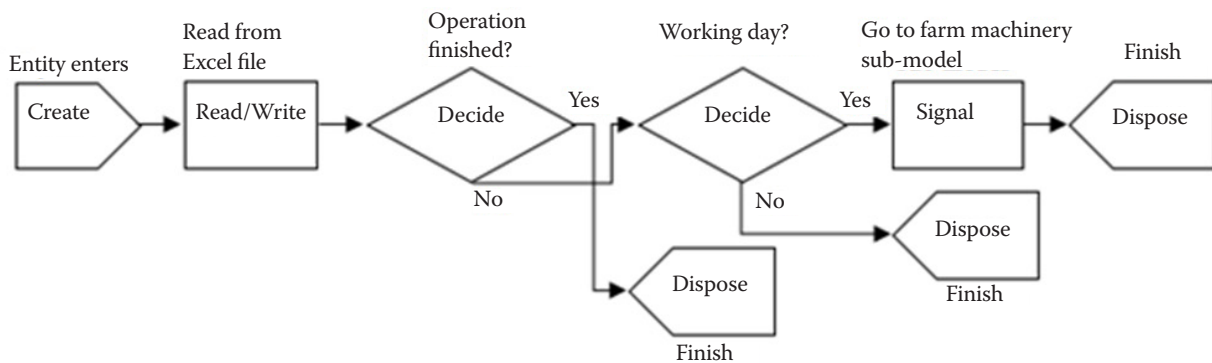 Entity enters
Create
Read from
Excel file
Read/Write
Operation
finished?
Decide
Yes
No
Working day?
Decide
Yes
No
Go to farm machinery
sub-model
Signal
Finish
Dispose
Dispose
Finish
Dispose
Finish